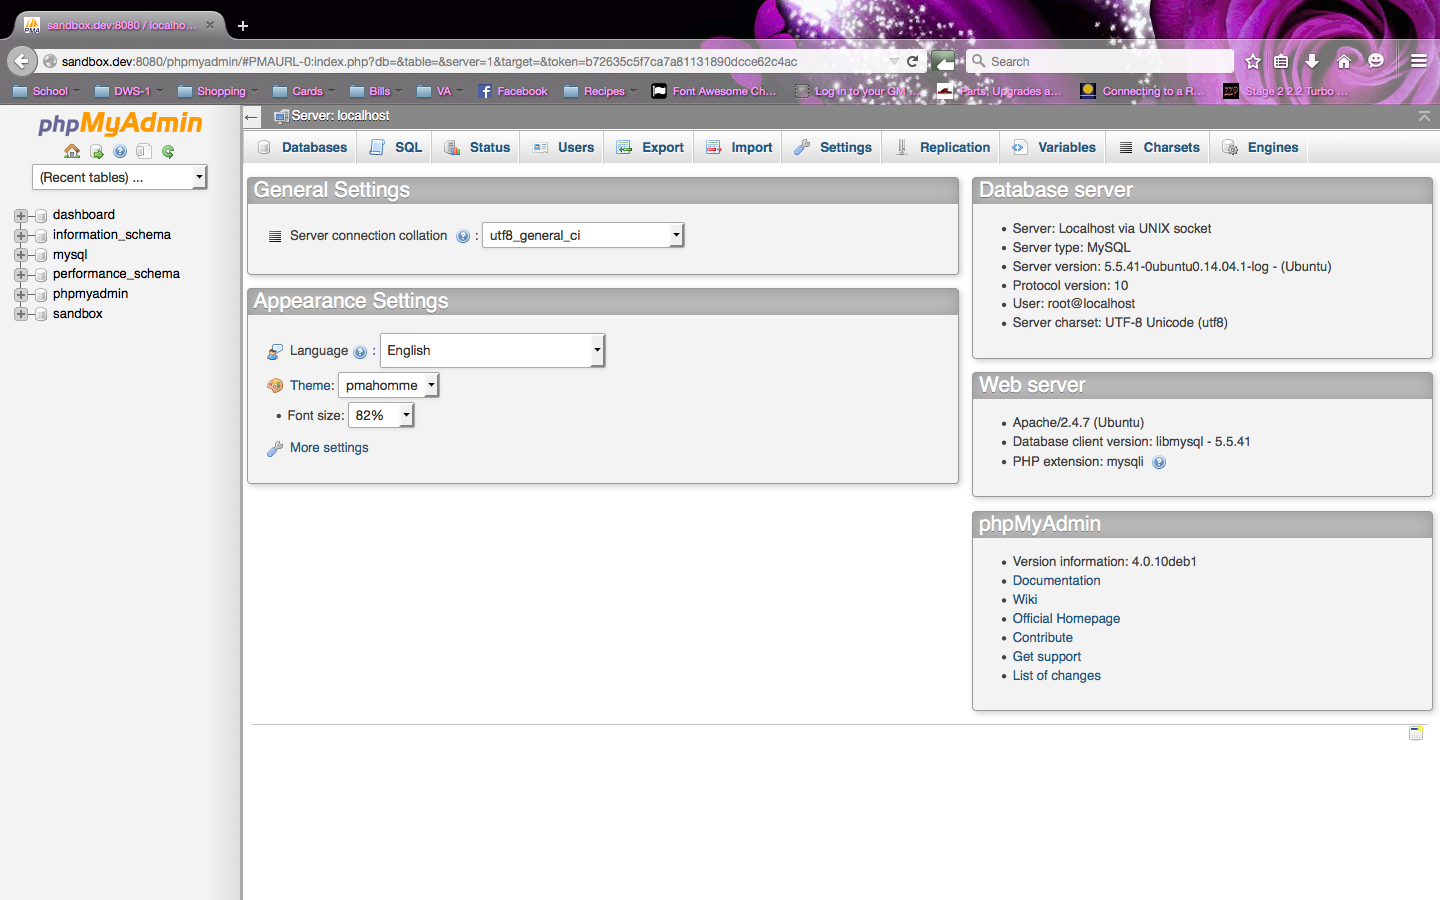 sandbox.dev:8080 / localho...
sandbox.dev:8080/phpmyadmin/#PMAURL-0:index.php?db=&table=&server=1&target=&token=b72635c5f7ca7a81131890dcce62c4ac
Search
School DWS-1 Shopping Cards Bills VA Facebook Recipes Font Awesome Ch... Log in to your GM ... Parts, Upgrades a... Connecting to a R... Stage 2 2.2 Turbo ...
phpMyAdmin
(Recent tables) ...
dashboard
information_schema
mysql
performance_schema
phpmyadmin
sandbox
Server: localhost
Databases SQL Status Users Export Import Settings Replication Variables Charsets Engines
General Settings
Server connection collation : utf8_general_ci
Appearance Settings
Language : English
Theme: pmahomme
Font size: 82%
More settings
Database server
Server: Localhost via UNIX socket
Server type: MySQL
Server version: 5.5.41-0ubuntu0.14.04.1-log - (Ubuntu)
Protocol version: 10
User: root@localhost
Server charset: UTF-8 Unicode (utf8)
Web server
Apache/2.4.7 (Ubuntu)
Database client version: libmysql - 5.5.41
PHP extension: mysqli
phpMyAdmin
Version information: 4.0.10deb1
Documentation
Wiki
Official Homepage
Contribute
Get support
List of changes